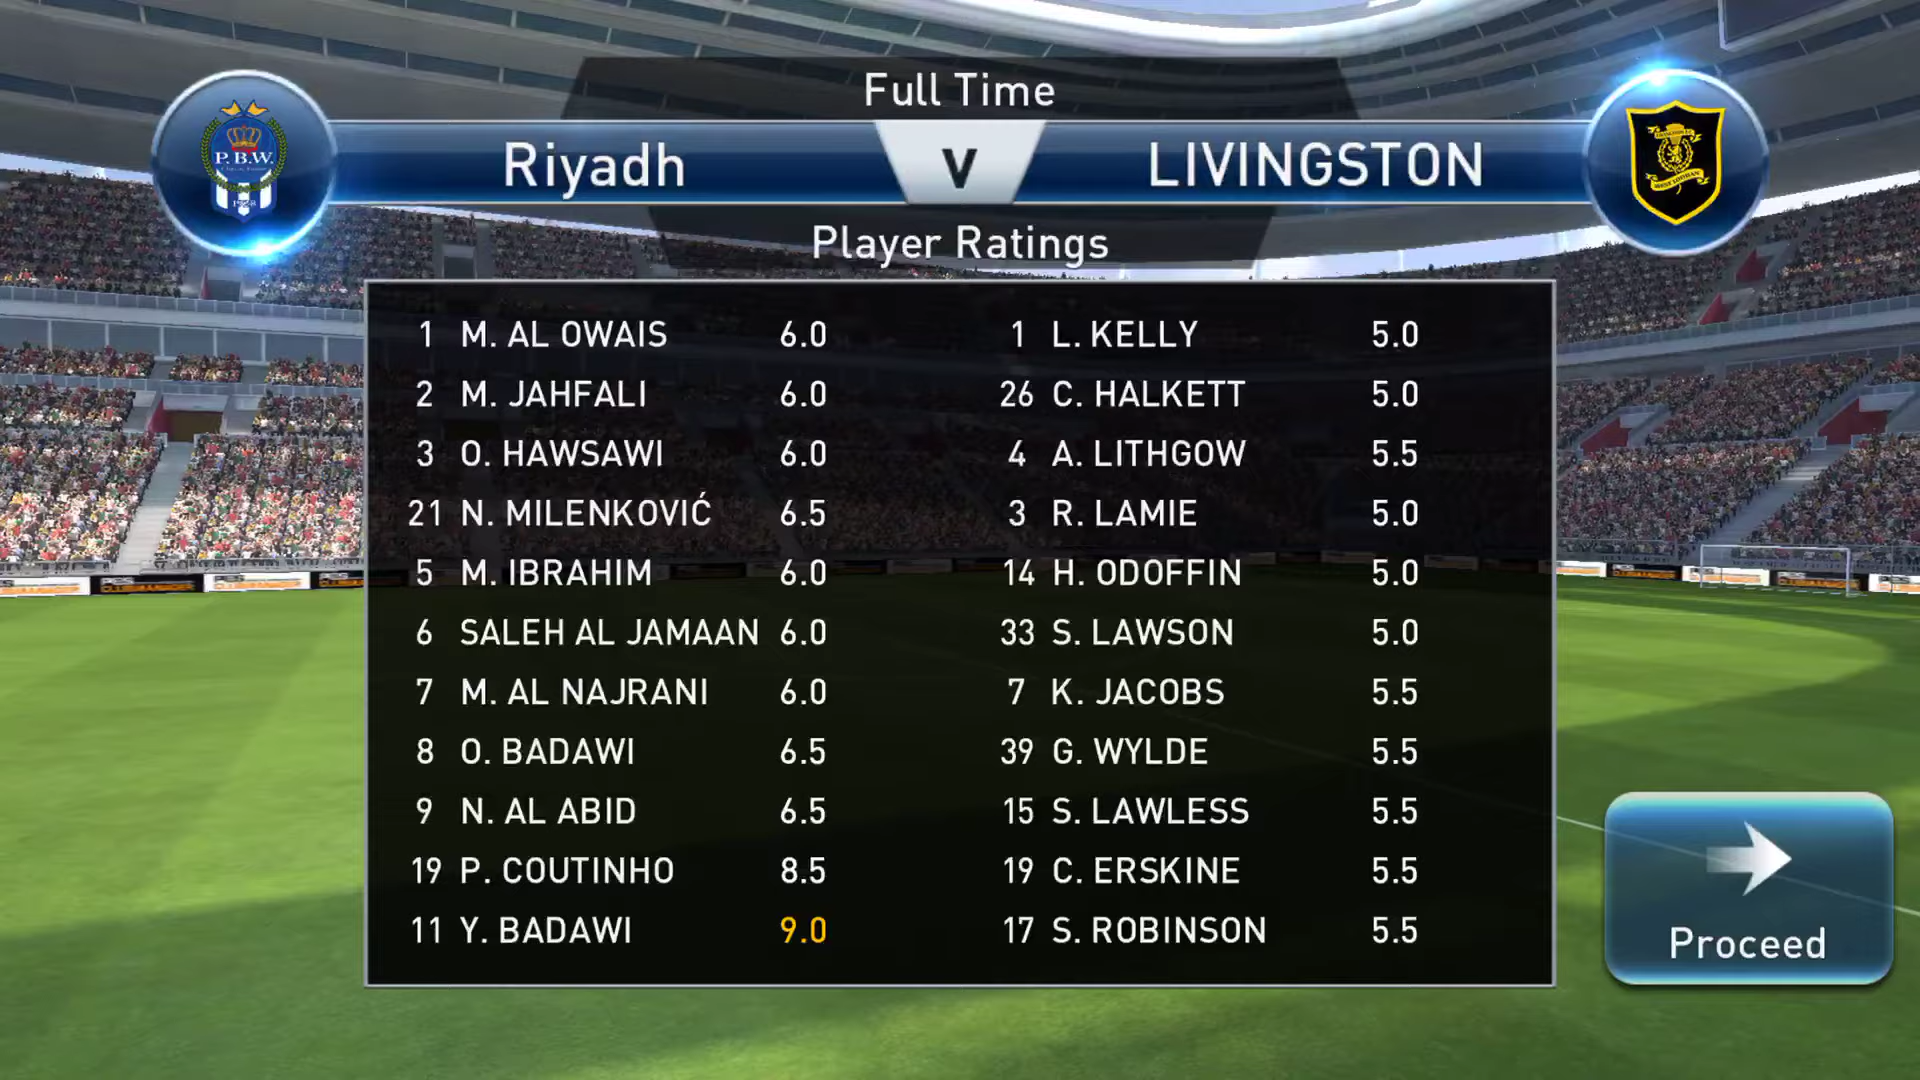 Full Time
Riyadh V LIVINGSTON
P.B.W.
Player Ratings
1 M. AL OWAIS 6.0 1 L. KELLY 5.0
2 M. JAHFALI 6.0 26 C. HALKETT 5.0
3 O. HAWSAWI 6.0 4 A. LITHGOW 5.5
21 N. MILENKOVIĆ 6.5 3 R. LAMIE 5.0
5 M. IBRAHIM 6.0 14 H. ODOFFIN 5.0
6 SALEH AL JAMAAN 6.0 33 S. LAWSON 5.0
7 M. AL NAJRANI 6.0 7 K. JACOBS 5.5
8 O. BADAWI 6.5 39 G. WYLDE 5.5
9 N. AL ABID 6.5 15 S. LAWLESS 5.5
19 P. COUTINHO 8.5 19 C. ERSKINE 5.5
11 Y. BADAWI 9.0 17 S. ROBINSON 5.5
Proceed